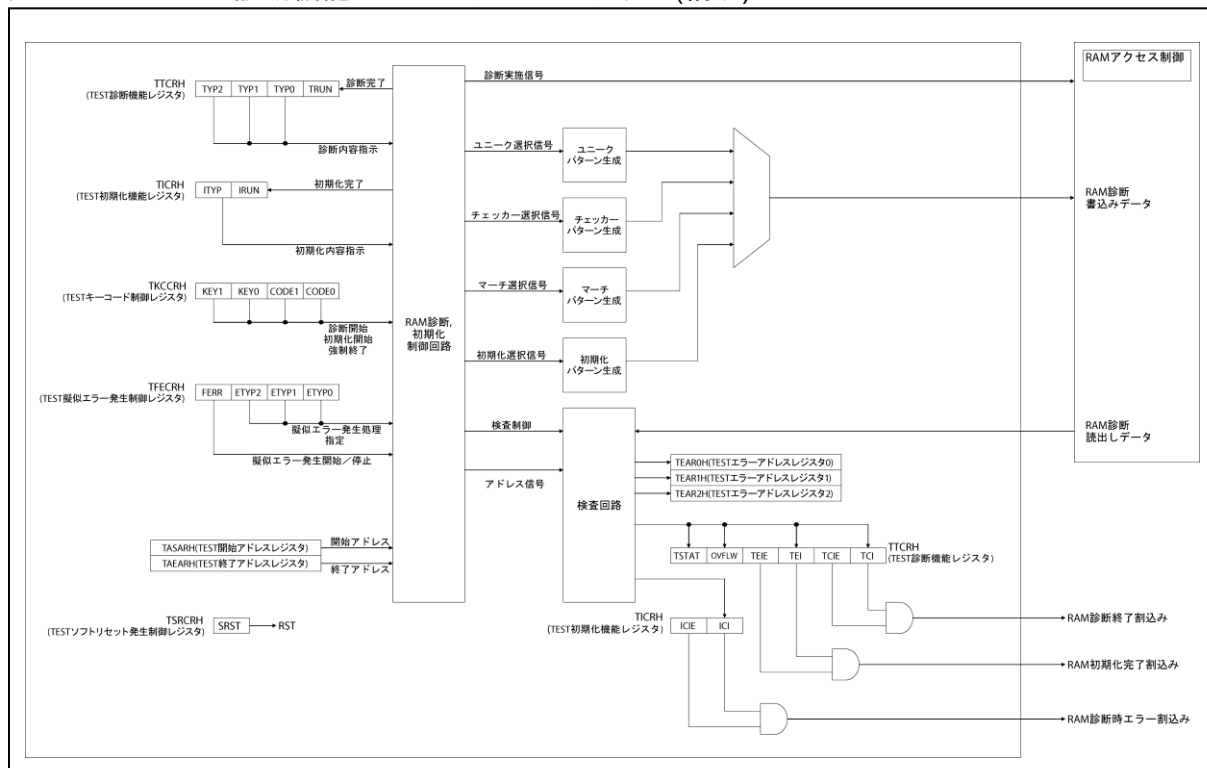 TTCRH
(TEST診断機能レジスタ)
TYP2 TYP1 TYP0 TRUN
診断完了
診断内容指示
TICRH
(TEST初期化機能レジスタ)
ITYP IRUN
初期化完了
初期化内容指示
TKCCRH
(TESTキーコード制御レジスタ)
KEY1 KEY0 CODE1 CODE0
診断開始
初期化開始
強制終了
TFECRH
(TEST擬似エラー発生制御レジスタ)
FERR ETYP2 ETYP1 ETYP0
擬似エラー発生処理
指定
擬似エラー発生開始/停止
TASARH(TEST開始アドレスレジスタ)
開始アドレス
TAEARH(TEST終了アドレスレジスタ)
終了アドレス
TSRCRH
(TESTソフトリセット発生制御レジスタ)
SRST
RST
RAM診断,
初期化
制御回路
診断実施信号
ユニーク選択信号
ユニーク
パターン生成
チェッカー選択信号
チェッカー
パターン生成
マーチ選択信号
マーチ
パターン生成
初期化選択信号
初期化
パターン生成
検査制御
アドレス信号
検査回路
TEAR0H(TESTエラーアドレスレジスタ0)
TEAR1H(TESTエラーアドレスレジスタ1)
TEAR2H(TESTエラーアドレスレジスタ2)
TSTAT OVFLW TEIE TEI TCIE TCI
TTCRH
(TEST診断機能レジスタ)
TICRH
(TEST初期化機能レジスタ)
ICIE ICI
RAMアクセス制御
RAM診断
書込みデータ
RAM診断
読出しデータ
RAM診断終了割込み
RAM初期化完了割込み
RAM診断時エラー割込み